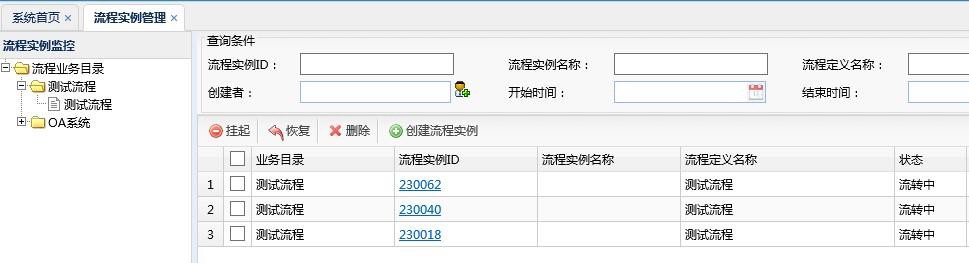 系统首页 × 流程实例管理 ×
流程实例监控
流程业务目录
测试流程
测试流程
OA系统
查询条件
流程实例ID： 流程实例名称： 流程定义名称：
创建者： 开始时间： 结束时间：
挂起 恢复 删除 创建流程实例
业务目录 流程实例ID 流程实例名称 流程定义名称 状态
1 测试流程 230062 测试流程 流转中
2 测试流程 230040 测试流程 流转中
3 测试流程 230018 测试流程 流转中